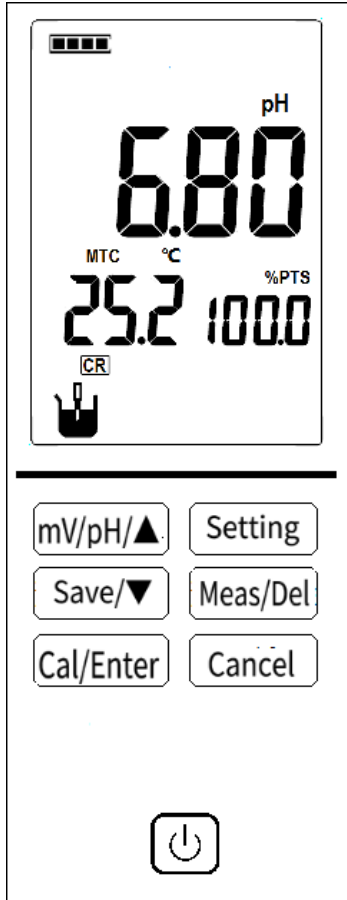 pH
6.80
MTC ℃
%PTS
25.2 100.0
CR
mV/pH/▲ Setting
Save/▼ Meas/Del
Cal/Enter Cancel